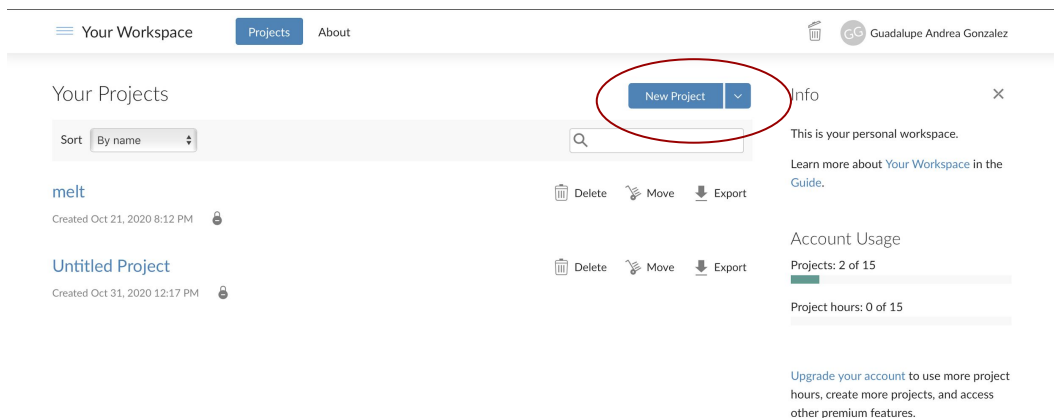 Your Workspace Projects About GG Guadalupe Andrea Gonzalez
Your Projects New Project
Sort By name
melt Delete Move Export
Created Oct 21, 2020 8:12 PM
Untitled Project Delete Move Export
Created Oct 31, 2020 12:17 PM
Info
This is your personal workspace.
Learn more about Your Workspace in the
Guide.
Account Usage
Projects: 2 of 15
Project hours: 0 of 15
Upgrade your account to use more project
hours, create more projects, and access
other premium features.